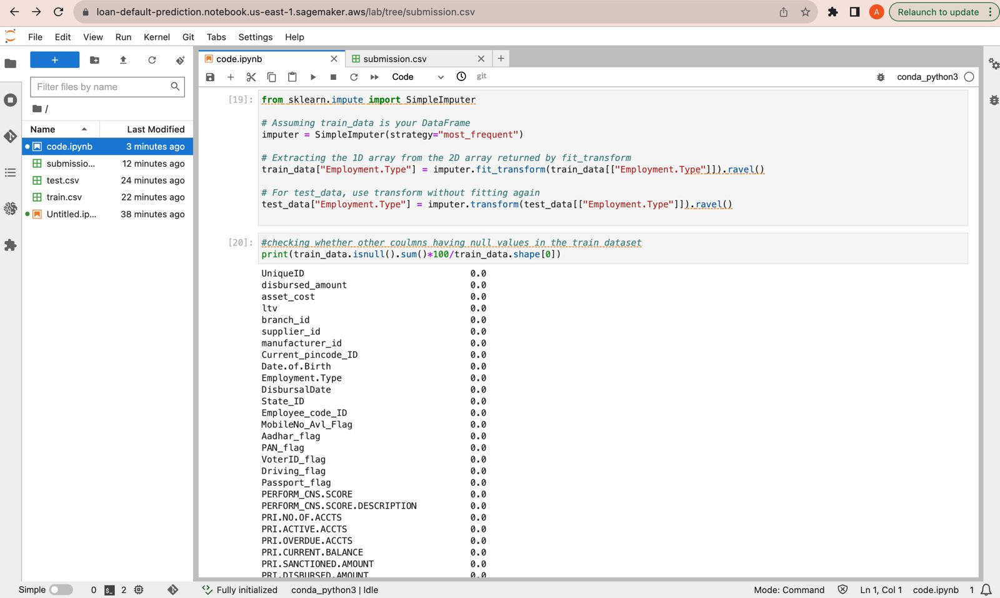 loan-default-prediction.notebook.us-east-1.sagemaker.aws/lab/tree/submission.csv
A
Relaunch to update
File Edit View Run Kernel Git Tabs Settings Help
+
code.ipynb
submission.csv
+
Filter files by name
Code
git
conda_python3
/
Name Last Modified
code.ipynb 3 minutes ago
submissio... 12 minutes ago
test.csv 24 minutes ago
train.csv 22 minutes ago
Untitled.ip... 38 minutes ago
[19]: from sklearn.impute import SimpleImputer
# Assuming train_data is your DataFrame
imputer = SimpleImputer(strategy="most_frequent")
# Extracting the 1D array from the 2D array returned by fit_transform
train_data["Employment.Type"] = imputer.fit_transform(train_data[["Employment.Type"]]).ravel()
# For test_data, use transform without fitting again
test_data["Employment.Type"] = imputer.transform(test_data[["Employment.Type"]]).ravel()
[20]: #checking whether other coulmns having null values in the train dataset
print(train_data.isnull().sum()*100/train_data.shape[0])
UniqueID 0.0
disbursed_amount 0.0
asset_cost 0.0
ltv 0.0
branch_id 0.0
supplier_id 0.0
manufacturer_id 0.0
Current_pincode_ID 0.0
Date.of.Birth 0.0
Employment.Type 0.0
DisbursalDate 0.0
State_ID 0.0
Employee_code_ID 0.0
MobileNo_Avl_Flag 0.0
Aadhar_flag 0.0
PAN_flag 0.0
VoterID_flag 0.0
Driving_flag 0.0
Passport_flag 0.0
PERFORM_CNS.SCORE 0.0
PERFORM_CNS.SCORE.DESCRIPTION 0.0
PRI.NO.OF.ACCTS 0.0
PRI.ACTIVE.ACCTS 0.0
PRI.OVERDUE.ACCTS 0.0
PRI.CURRENT.BALANCE 0.0
PRI.SANCTIONED.AMOUNT 0.0
PRI.DISBURSED.AMOUNT 0.0
Simple 0 $_ 2 Fully initialized conda_python3 | Idle Mode: Command Ln 1, Col 1 code.ipynb 1